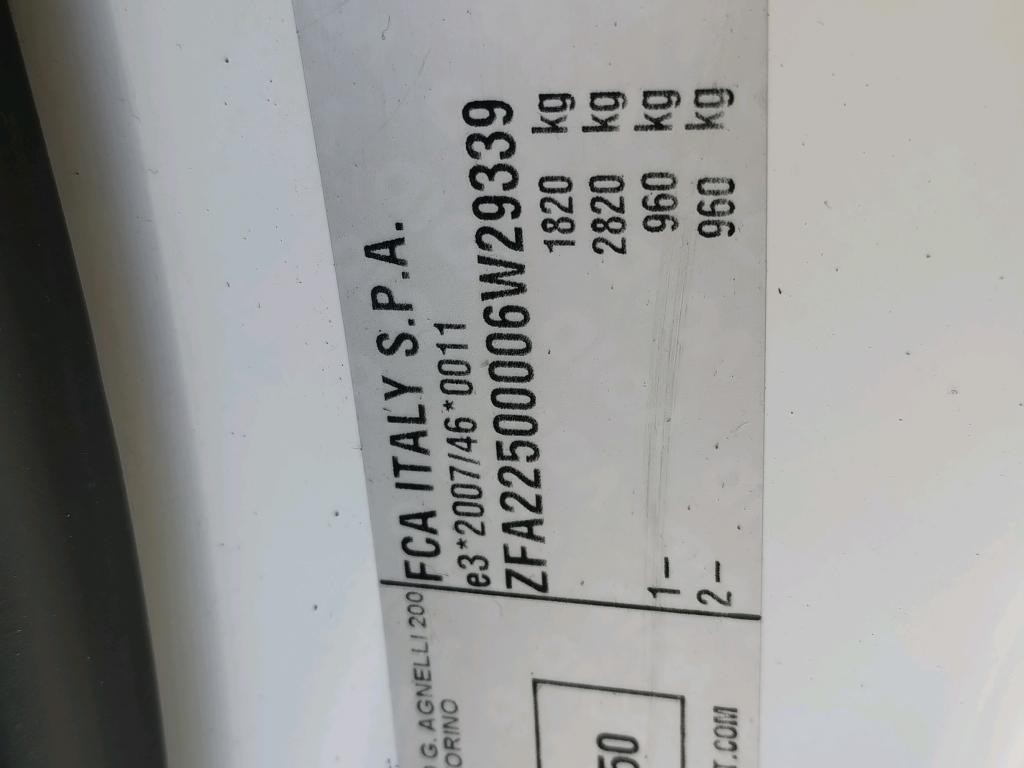 FCA ITALY S.P.A.
e3*2007/46*0011
ZFA2250006W29339
1820 kg
2820 kg
1– 960 kg
2– 960 kg
G. AGNELLI 200
ORINO
50
T.COM